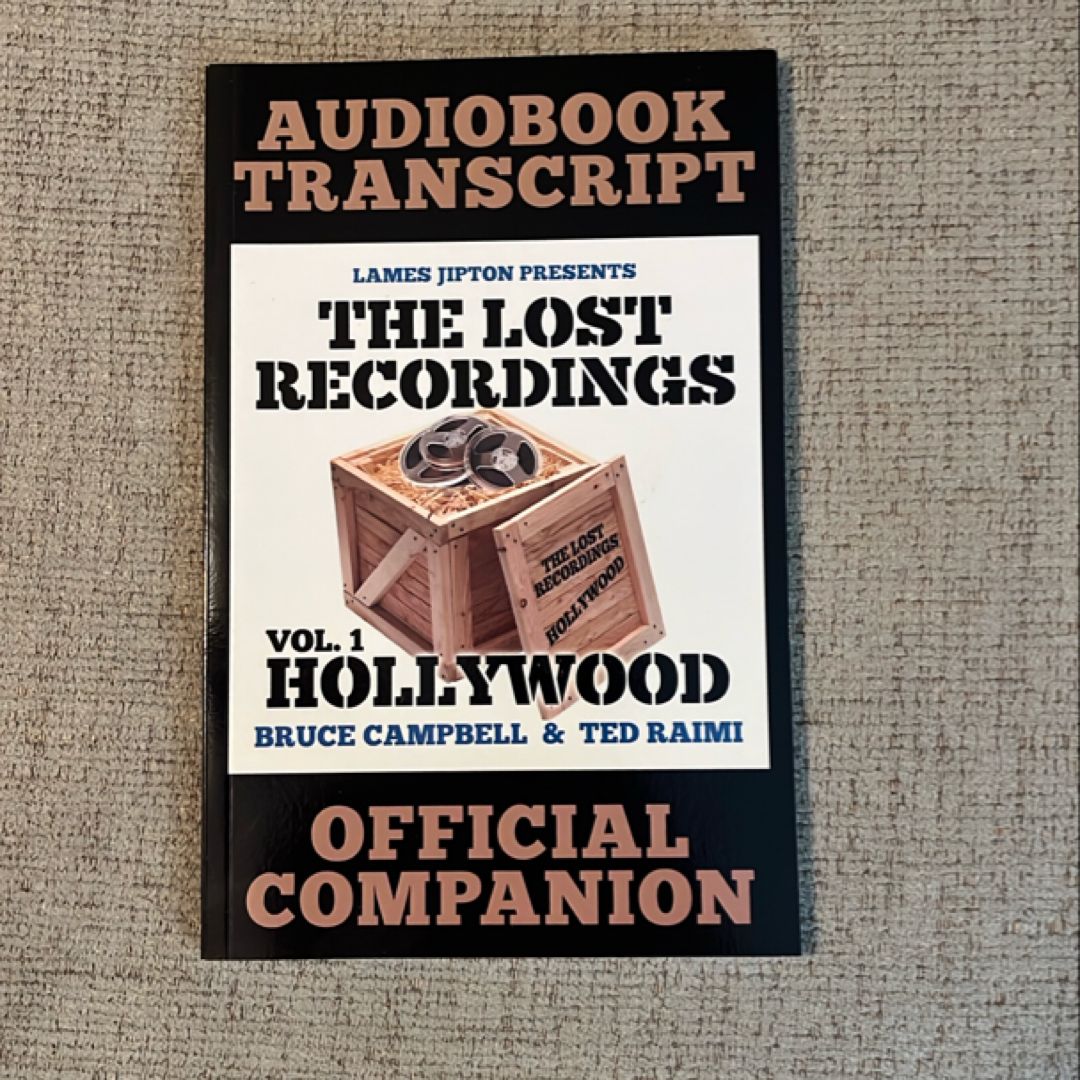 AUDIOBOOK
TRANSCRIPT
LAMES JIPTON PRESENTS
THE LOST
RECORDINGS
THE LOST
RECORDINGS
HOLLYWOOD
VOL. 1
HOLLYWOOD
BRUCE CAMPBELL & TED RAIMI
OFFICIAL
COMPANION